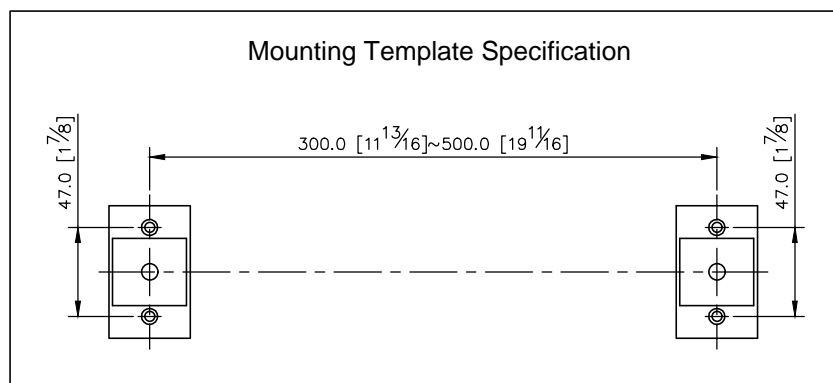 Mounting Template Specification
300.0 [11 13/16]~500.0 [19 11/16]
47.0 [1 7/8]
47.0 [1 7/8]